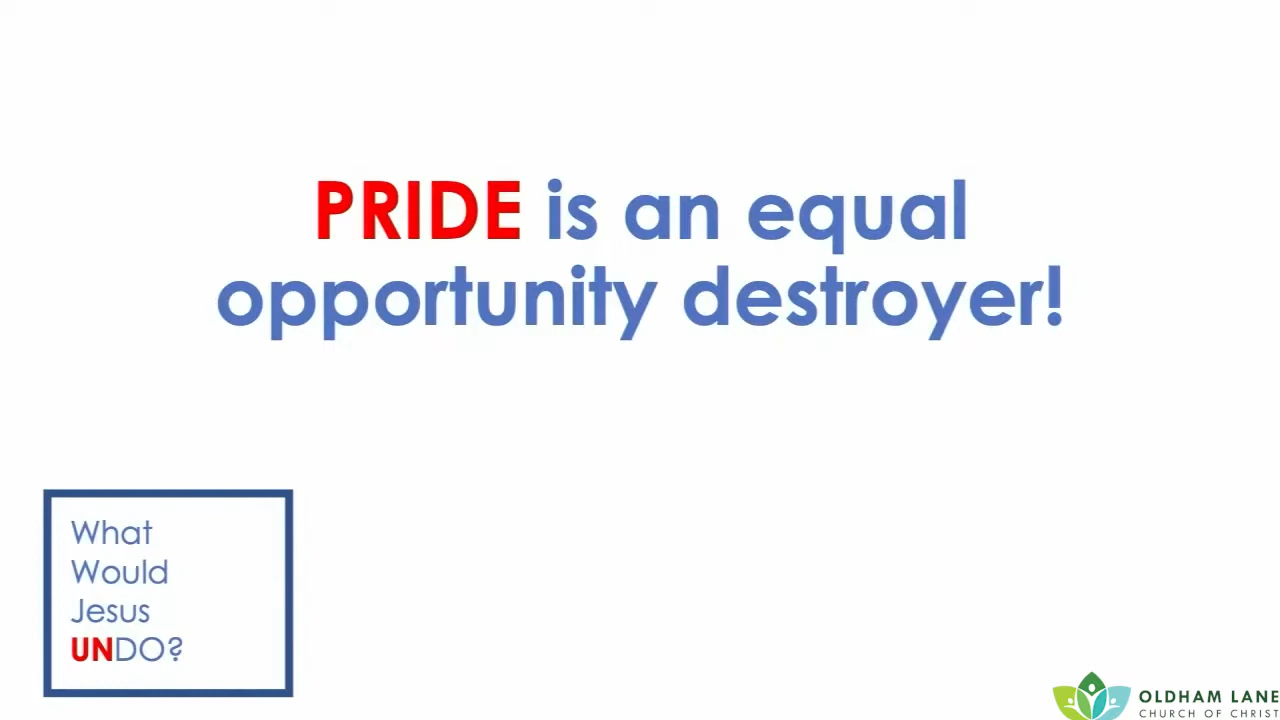 PRIDE is an equal
opportunity destroyer!
What
Would
Jesus
UNDO?
OLDHAM LANE
CHURCH OF CHRIST